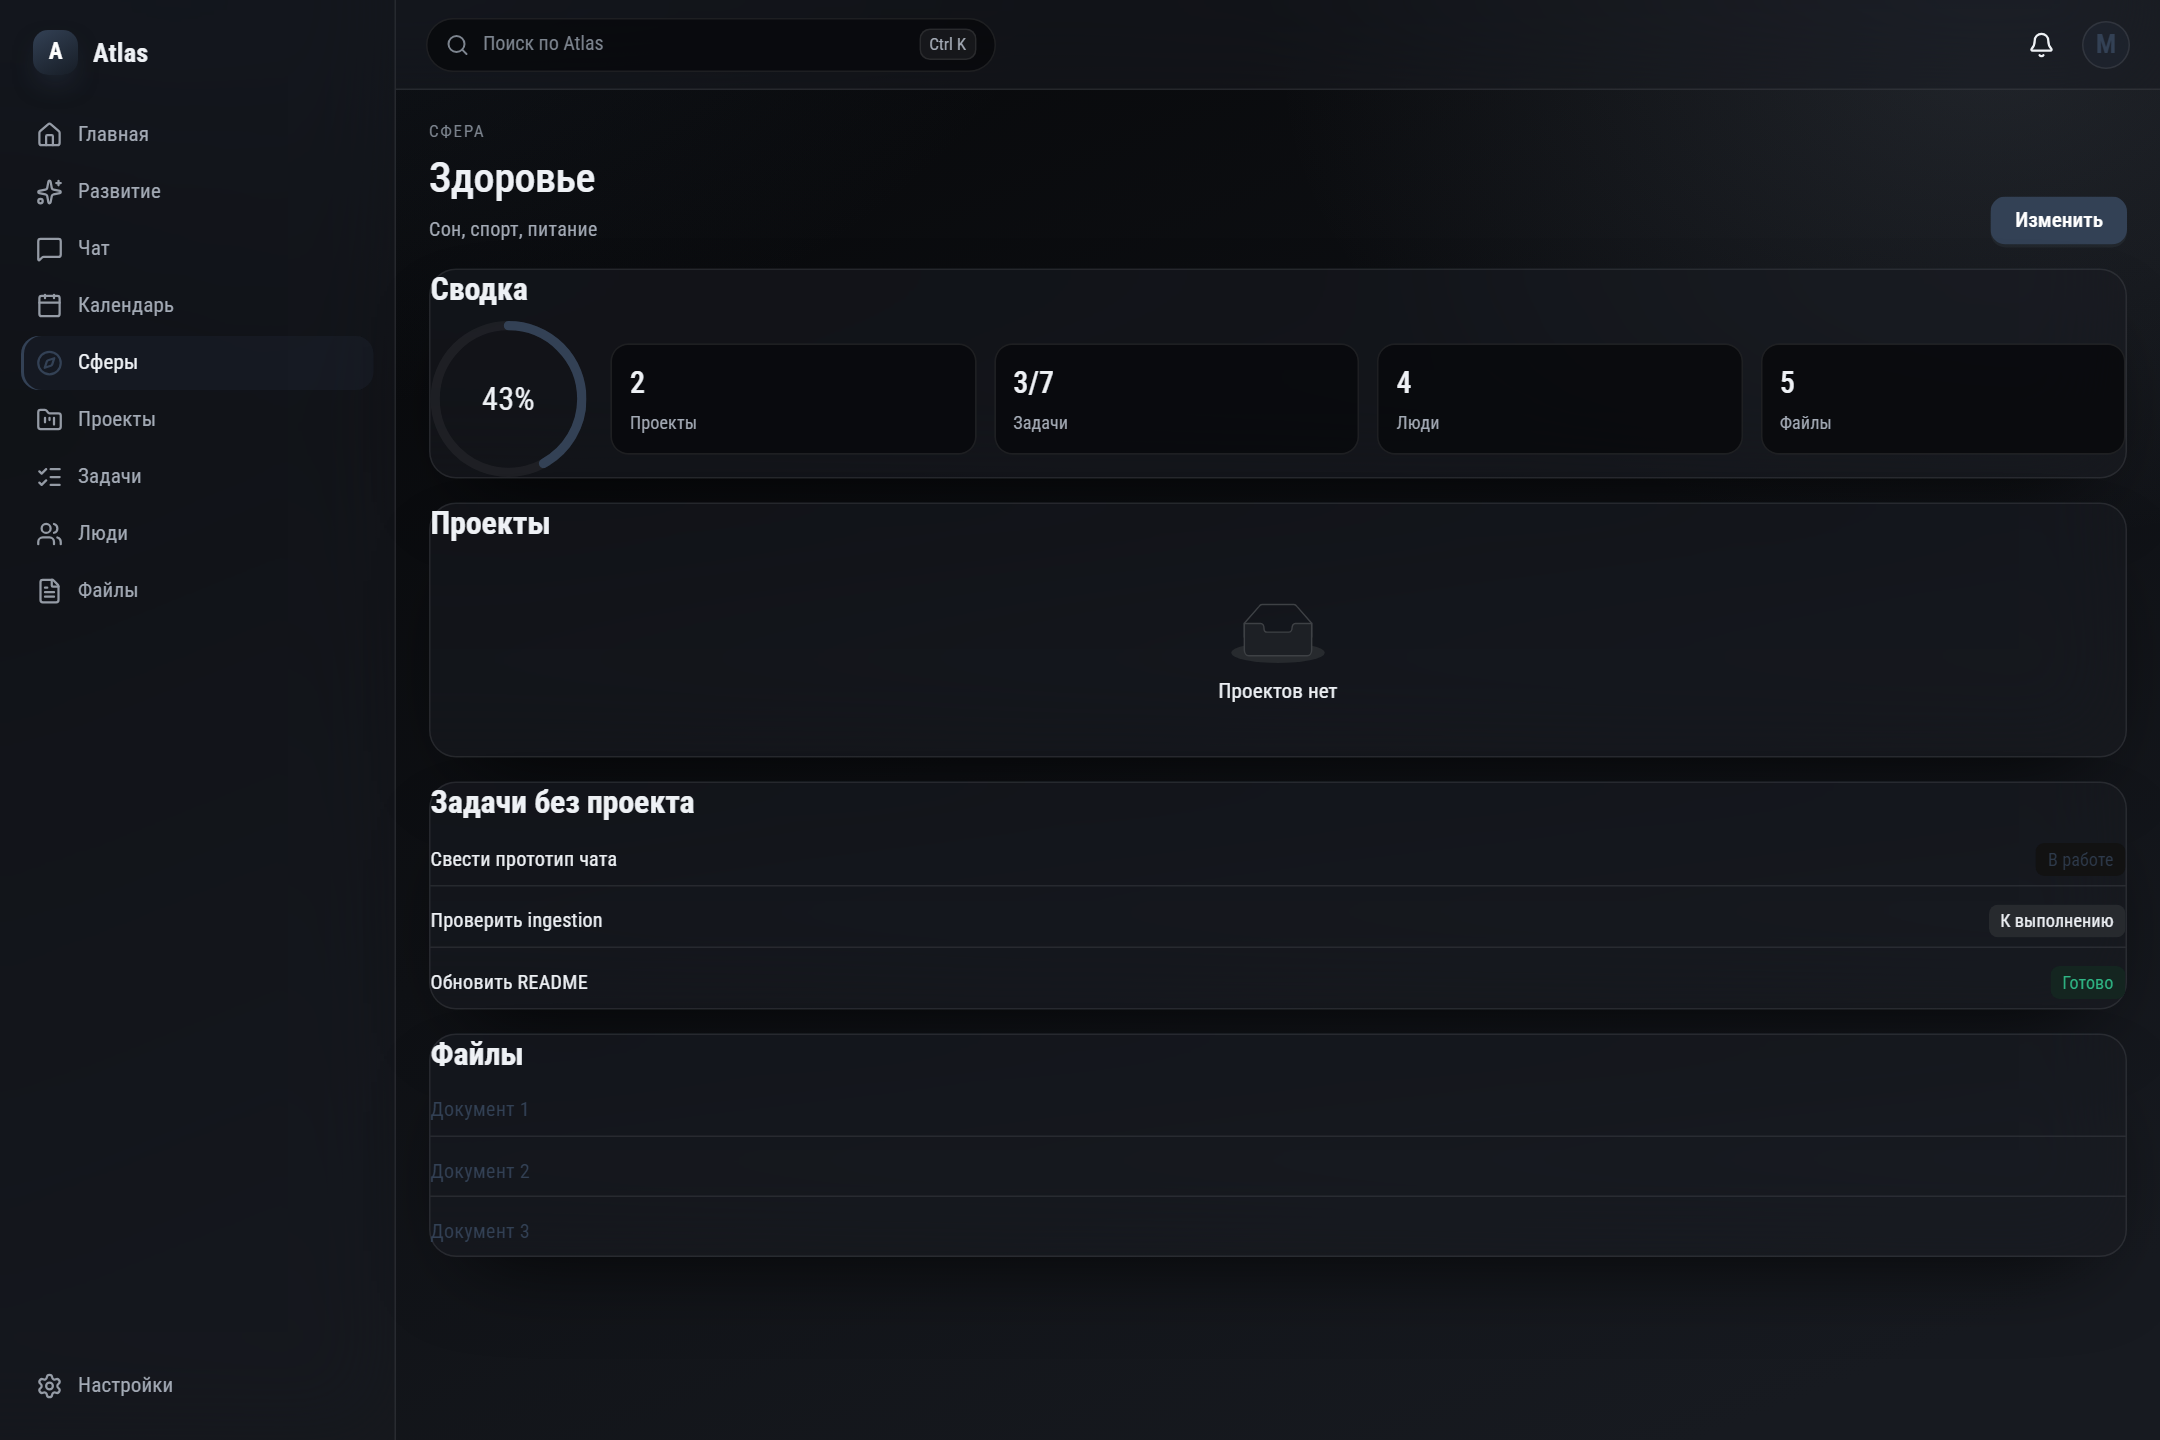 A Atlas
Поиск по Atlas
Ctrl K
M
Главная
Развитие
Чат
Календарь
Сферы
Проекты
Задачи
Люди
Файлы
Настройки
СФЕРА
Здоровье
Сон, спорт, питание
Изменить
Сводка
43%
2
Проекты
3/7
Задачи
4
Люди
5
Файлы
Проекты
Проектов нет
Задачи без проекта
Свести прототип чата
В работе
Проверить ingestion
К выполнению
Обновить README
Готово
Файлы
Документ 1
Документ 2
Документ 3